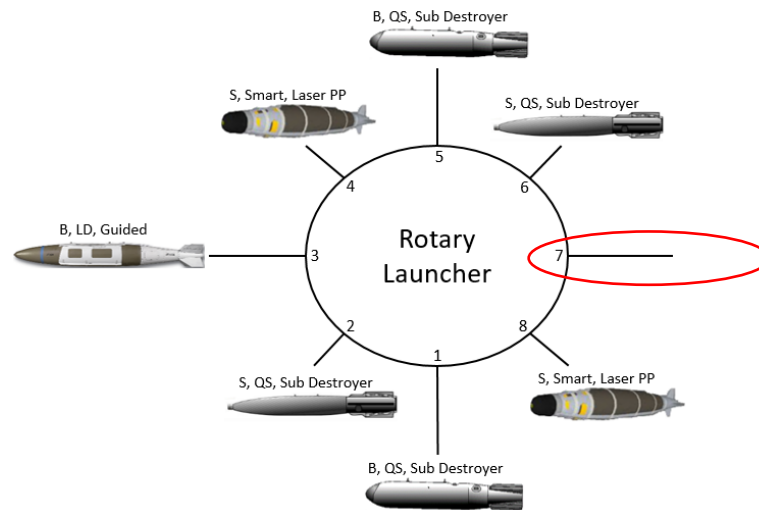 B, QS, Sub Destroyer
S, Smart, Laser PP
S, QS, Sub Destroyer
5
4
6
B, LD, Guided
3
Rotary
Launcher
7
2
8
1
S, QS, Sub Destroyer
S, Smart, Laser PP
B, QS, Sub Destroyer